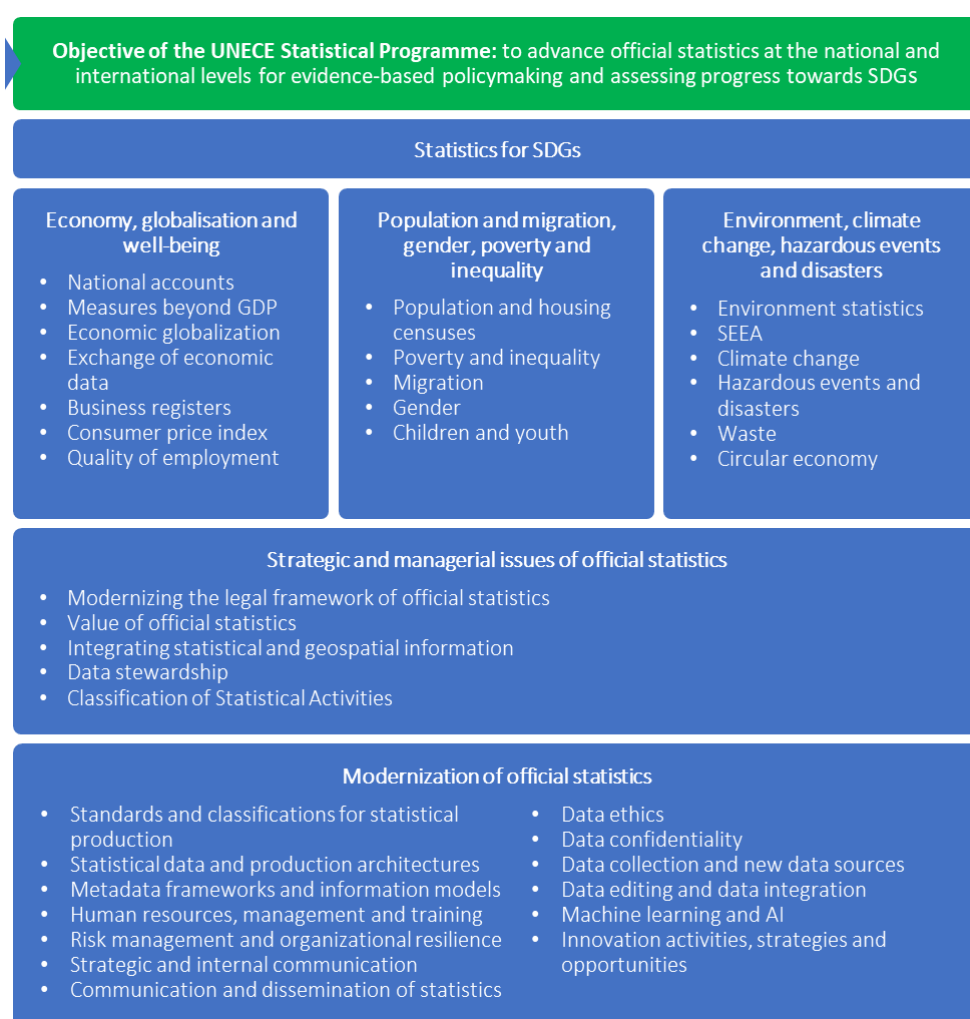 Objective of the UNECE Statistical Programme: to advance official statistics at the national and
international levels for evidence-based policymaking and assessing progress towards SDGs
Statistics for SDGs
Economy, globalisation and
well-being
• National accounts
• Measures beyond GDP
• Economic globalization
• Exchange of economic
data
• Business registers
• Consumer price index
• Quality of employment
Population and migration,
gender, poverty and
inequality
• Population and housing
censuses
• Poverty and inequality
• Migration
• Gender
• Children and youth
Environment, climate
change, hazardous events
and disasters
• Environment statistics
• SEEA
• Climate change
• Hazardous events and
disasters
• Waste
• Circular economy
Strategic and managerial issues of official statistics
• Modernizing the legal framework of official statistics
• Value of official statistics
• Integrating statistical and geospatial information
• Data stewardship
• Classification of Statistical Activities
Modernization of official statistics
• Standards and classifications for statistical
production
• Statistical data and production architectures
• Metadata frameworks and information models
• Human resources, management and training
• Risk management and organizational resilience
• Strategic and internal communication
• Communication and dissemination of statistics
• Data ethics
• Data confidentiality
• Data collection and new data sources
• Data editing and data integration
• Machine learning and AI
• Innovation activities, strategies and
opportunities